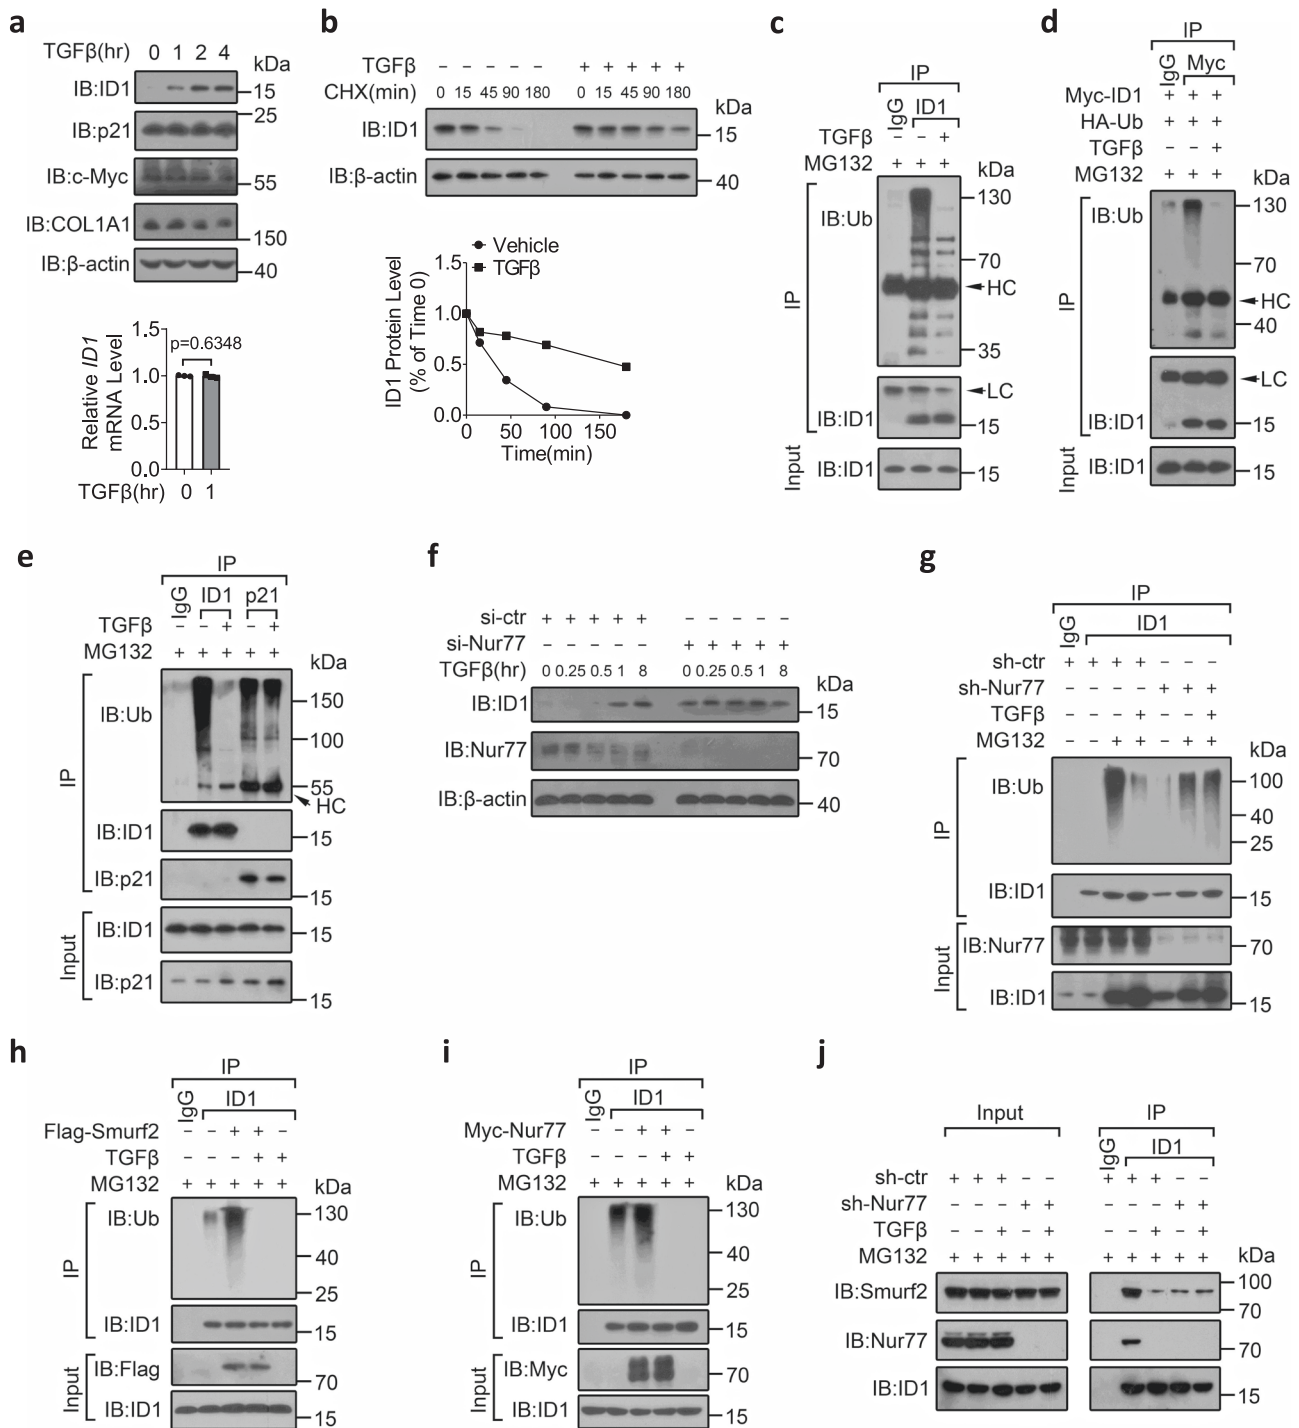 a
TGFβ(hr) 0 1 2 4
kDa
IB:ID1
15
25
IB:p21
IB:c-Myc
55
IB:COL1A1
150
IB:β-actin
40
1.5
p=0.6348
1.0
0.5
0.0
Relative ID1
mRNA Level
TGFβ(hr) 0 1
b
TGFβ – – – – – + + + + +
CHX(min) 0 15 45 90 180 0 15 45 90 180
kDa
IB:ID1
15
IB:β-actin
40
Vehicle
TGFβ
1.5
1.0
0.5
0.0
ID1 Protein Level
(% of Time 0)
0 50 100 150
Time(min)
c
IP
IgG ID1
TGFβ – – +
MG132 + + +
kDa
IP
IB:Ub
130
70
HC
35
LC
IB:ID1
15
Input
IB:ID1
15
d
IP
IgG Myc
Myc-ID1 + + +
HA-Ub + + +
TGFβ – – +
MG132 + + +
kDa
IP
IB:Ub
130
70
HC
40
LC
IB:ID1
15
Input
IB:ID1
15
e
IP
IgG ID1 p21
TGFβ – – + – +
MG132 + + + + +
kDa
IP
IB:Ub
150
100
55
HC
IB:ID1
15
IB:p21
15
Input
IB:ID1
15
IB:p21
15
f
si-ctr + + + + + – – – – –
si-Nur77 – – – – – + + + + +
TGFβ(hr) 0 0.25 0.5 1 8 0 0.25 0.5 1 8
kDa
IB:ID1
15
IB:Nur77
70
IB:β-actin
40
g
IP
IgG ID1
sh-ctr + + + + – – –
sh-Nur77 – – – – + + +
TGFβ – – – + – – +
MG132 – – + + – + +
kDa
IP
IB:Ub
100
40
25
IB:ID1
15
Input
IB:Nur77
70
IB:ID1
15
h
IP
IgG ID1
Flag-Smurf2 – – + + –
TGFβ – – – + +
MG132 + + + + +
kDa
IP
IB:Ub
130
40
25
IB:ID1
15
Input
IB:Flag
70
IB:ID1
15
i
IP
IgG ID1
Myc-Nur77 – – + + –
TGFβ – – – + +
MG132 + + + + +
kDa
IP
IB:Ub
130
40
25
IB:ID1
15
Input
IB:Myc
70
IB:ID1
15
j
Input IP
IgG ID1
sh-ctr + + + – – + + + – –
sh-Nur77 – – – + + – – – + +
TGFβ – – + – + – – + – +
MG132 + + + + + + + + + +
kDa
IB:Smurf2
100
70
IB:Nur77
70
IB:ID1
15